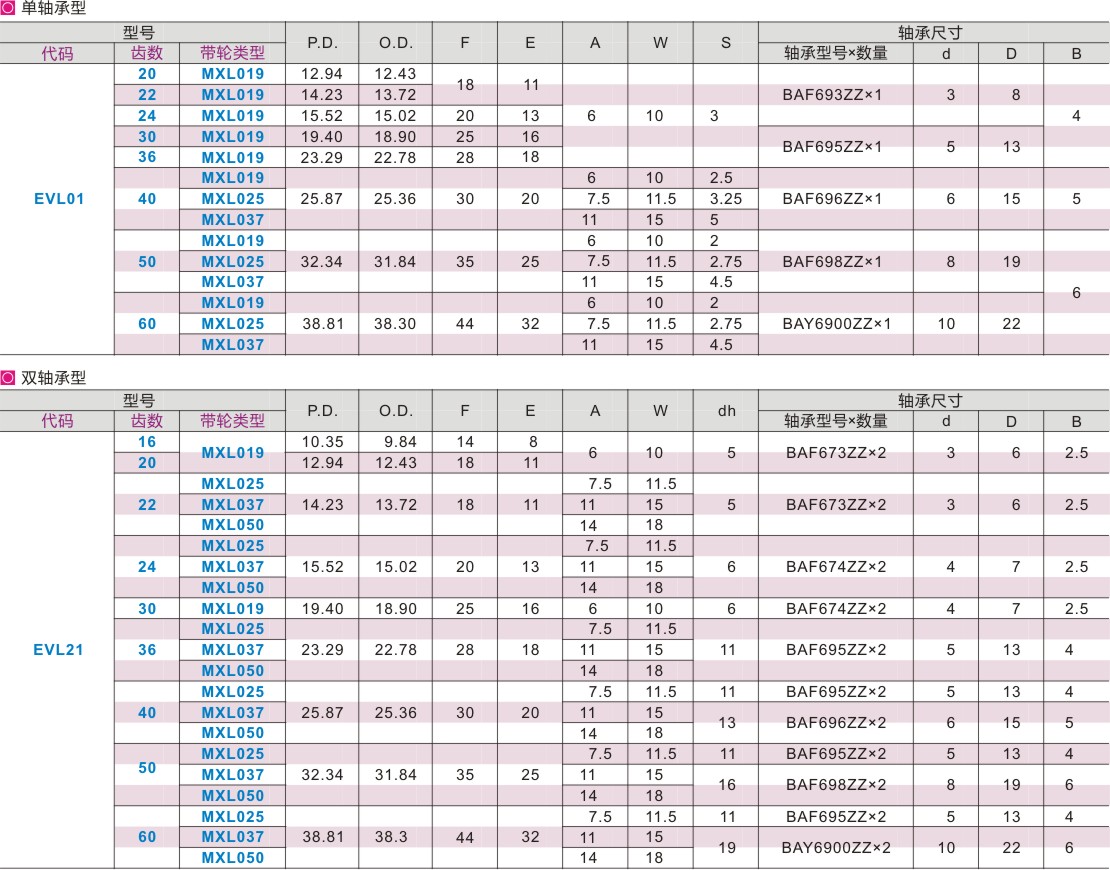 单轴承型
型号 P.D. O.D. F E A W S 轴承尺寸
代码 齿数 带轮类型 轴承型号×数量 d D B
20 MXL019 12.94 12.43
18 11
22 MXL019 14.23 13.72 BAF693ZZ×1 3 8
24 MXL019 15.52 15.02 20 13 6 10 3 4
30 MXL019 19.40 18.90 25 16
BAF695ZZ×1 5 13
36 MXL019 23.29 22.78 28 18
MXL019 6 10 2.5
EVL01 40 MXL025 25.87 25.36 30 20 7.5 11.5 3.25 BAF696ZZ×1 6 15 5
MXL037 11 15 5
MXL019 6 10 2
50 MXL025 32.34 31.84 35 25 7.5 11.5 2.75 BAF698ZZ×1 8 19
MXL037 11 15 4.5
6
MXL019 6 10 2
60 MXL025 38.81 38.30 44 32 7.5 11.5 2.75 BAY6900ZZ×1 10 22
MXL037 11 15 4.5
双轴承型
型号 P.D. O.D. F E A W dh 轴承尺寸
代码 齿数 带轮类型 轴承型号×数量 d D B
16 10.35 9.84 14 8
MXL019 6 10 5 BAF673ZZ×2 3 6 2.5
20 12.94 12.43 18 11
MXL025 7.5 11.5
22 MXL037 14.23 13.72 18 11 11 15 5 BAF673ZZ×2 3 6 2.5
MXL050 14 18
MXL025 7.5 11.5
24 MXL037 15.52 15.02 20 13 11 15 6 BAF674ZZ×2 4 7 2.5
MXL050 14 18
30 MXL019 19.40 18.90 25 16 6 10 6 BAF674ZZ×2 4 7 2.5
MXL025 7.5 11.5
EVL21 36 MXL037 23.29 22.78 28 18 11 15 11 BAF695ZZ×2 5 13 4
MXL050 14 18
MXL025 7.5 11.5 11 BAF695ZZ×2 5 13 4
40 MXL037 25.87 25.36 30 20 11 15
13 BAF696ZZ×2 6 15 5
MXL050 14 18
MXL025 7.5 11.5 11 BAF695ZZ×2 5 13 4
50
MXL037 32.34 31.84 35 25 11 15
16 BAF698ZZ×2 8 19 6
MXL050 14 18
MXL025 7.5 11.5 11 BAF695ZZ×2 5 13 4
60 MXL037 38.81 38.3 44 32 11 15
19 BAY6900ZZ×2 10 22 6
MXL050 14 18